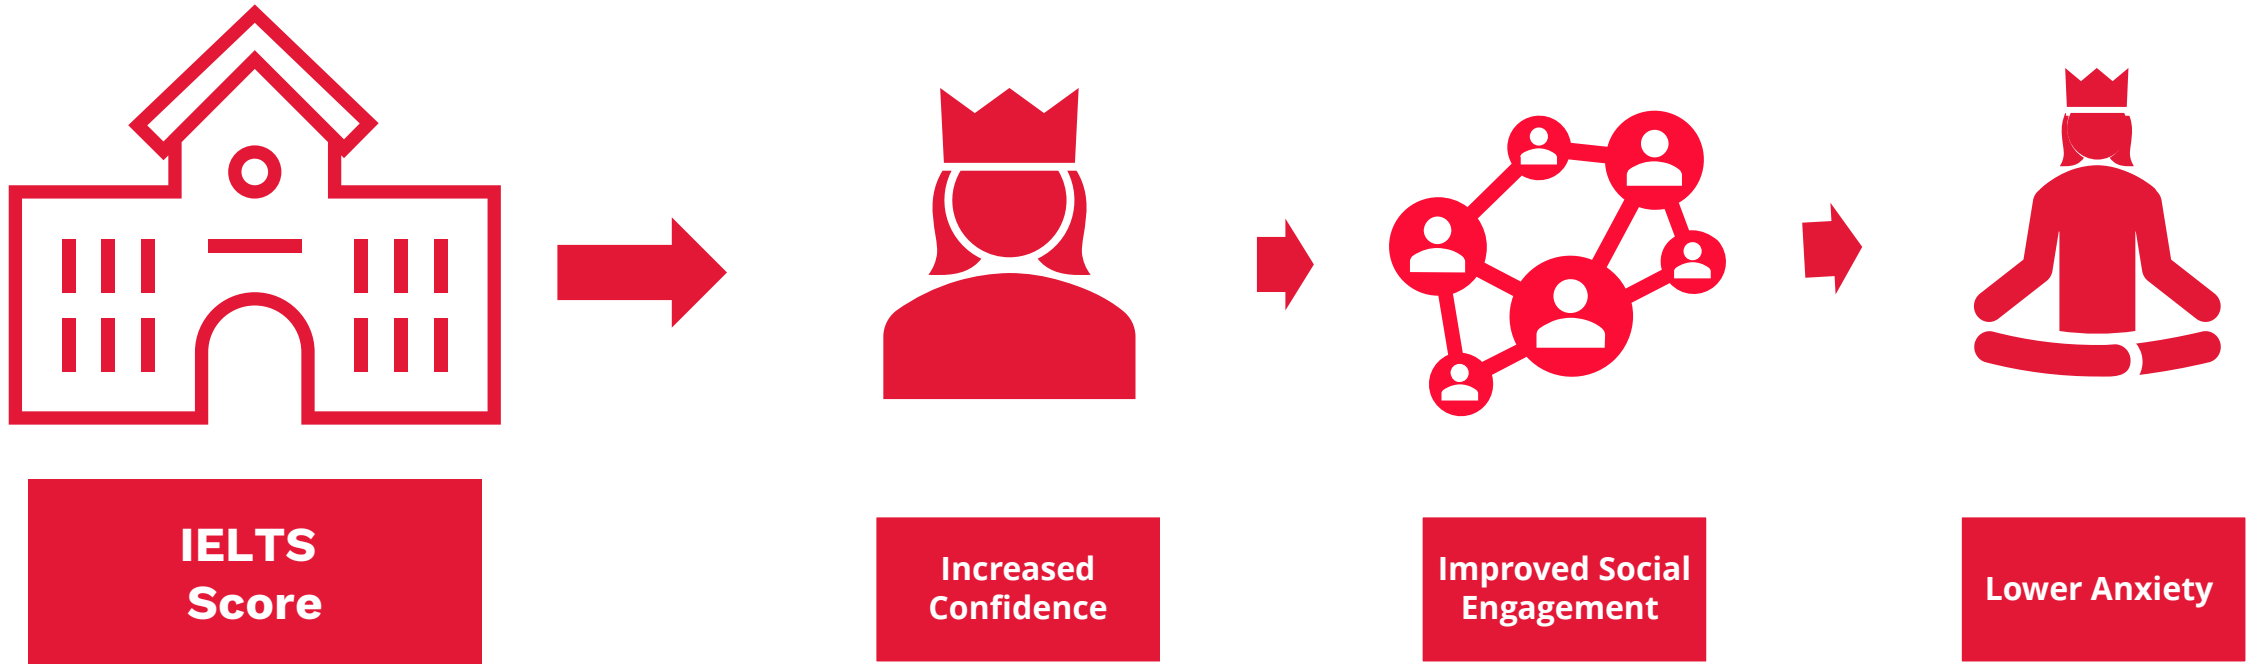 IELTS
Score
Increased
Confidence
Improved Social
Engagement
Lower Anxiety